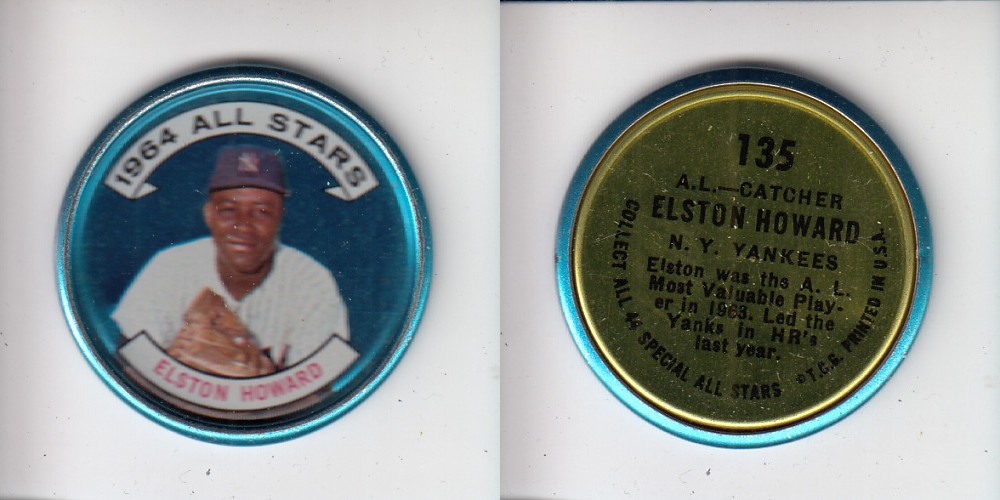 1964 ALL STARS
ELSTON HOWARD
135
A.L.—CATCHER
ELSTON HOWARD
N. Y. YANKEES
Elston was the A. L.
Most Valuable Play-
er in 1963. Led the
Yanks in HR's
last year.
COLLECT ALL 44 SPECIAL ALL STARS ©T.C.G. PRINTED IN U.S.A.